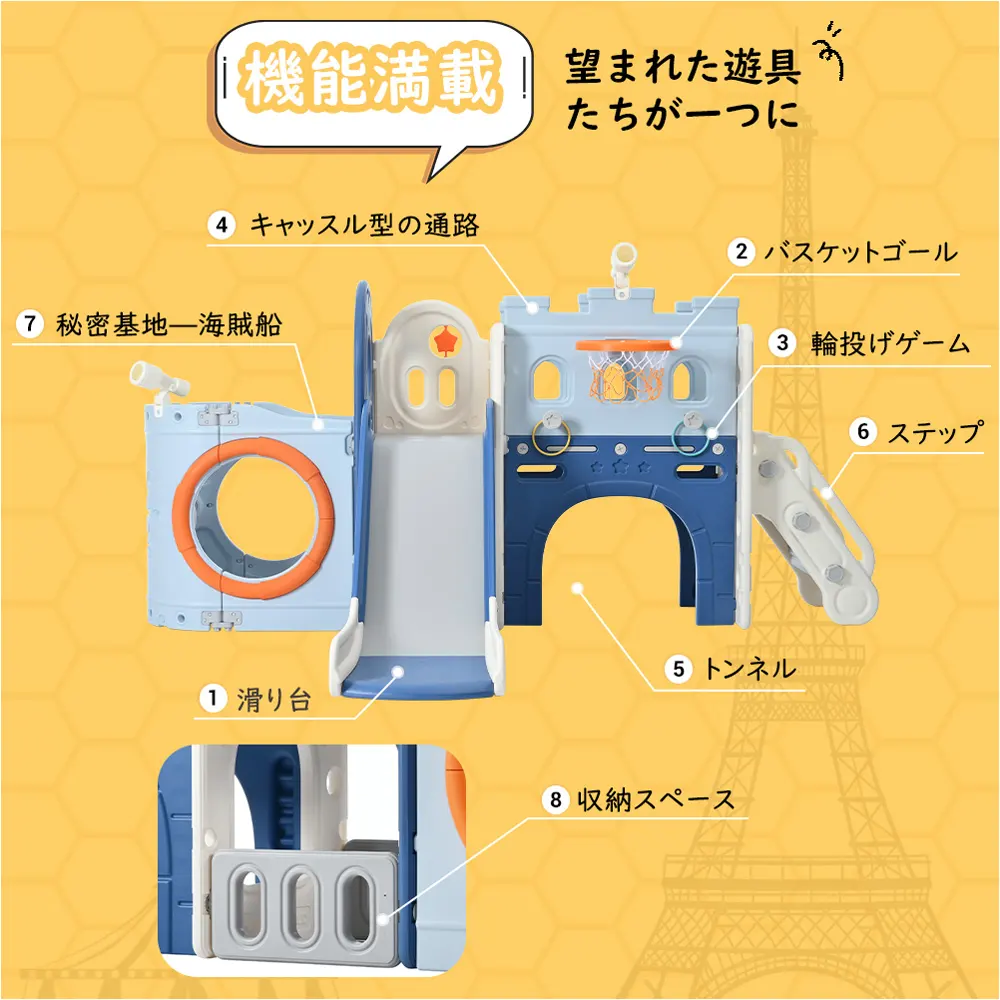 機能満載
望まれた遊具
たちが一つに
4 キャッスル型の通路
2 バスケットゴール
7 秘密基地—海賊船
3 輪投げゲーム
6 ステップ
5 トンネル
1 滑り台
8 収納スペース